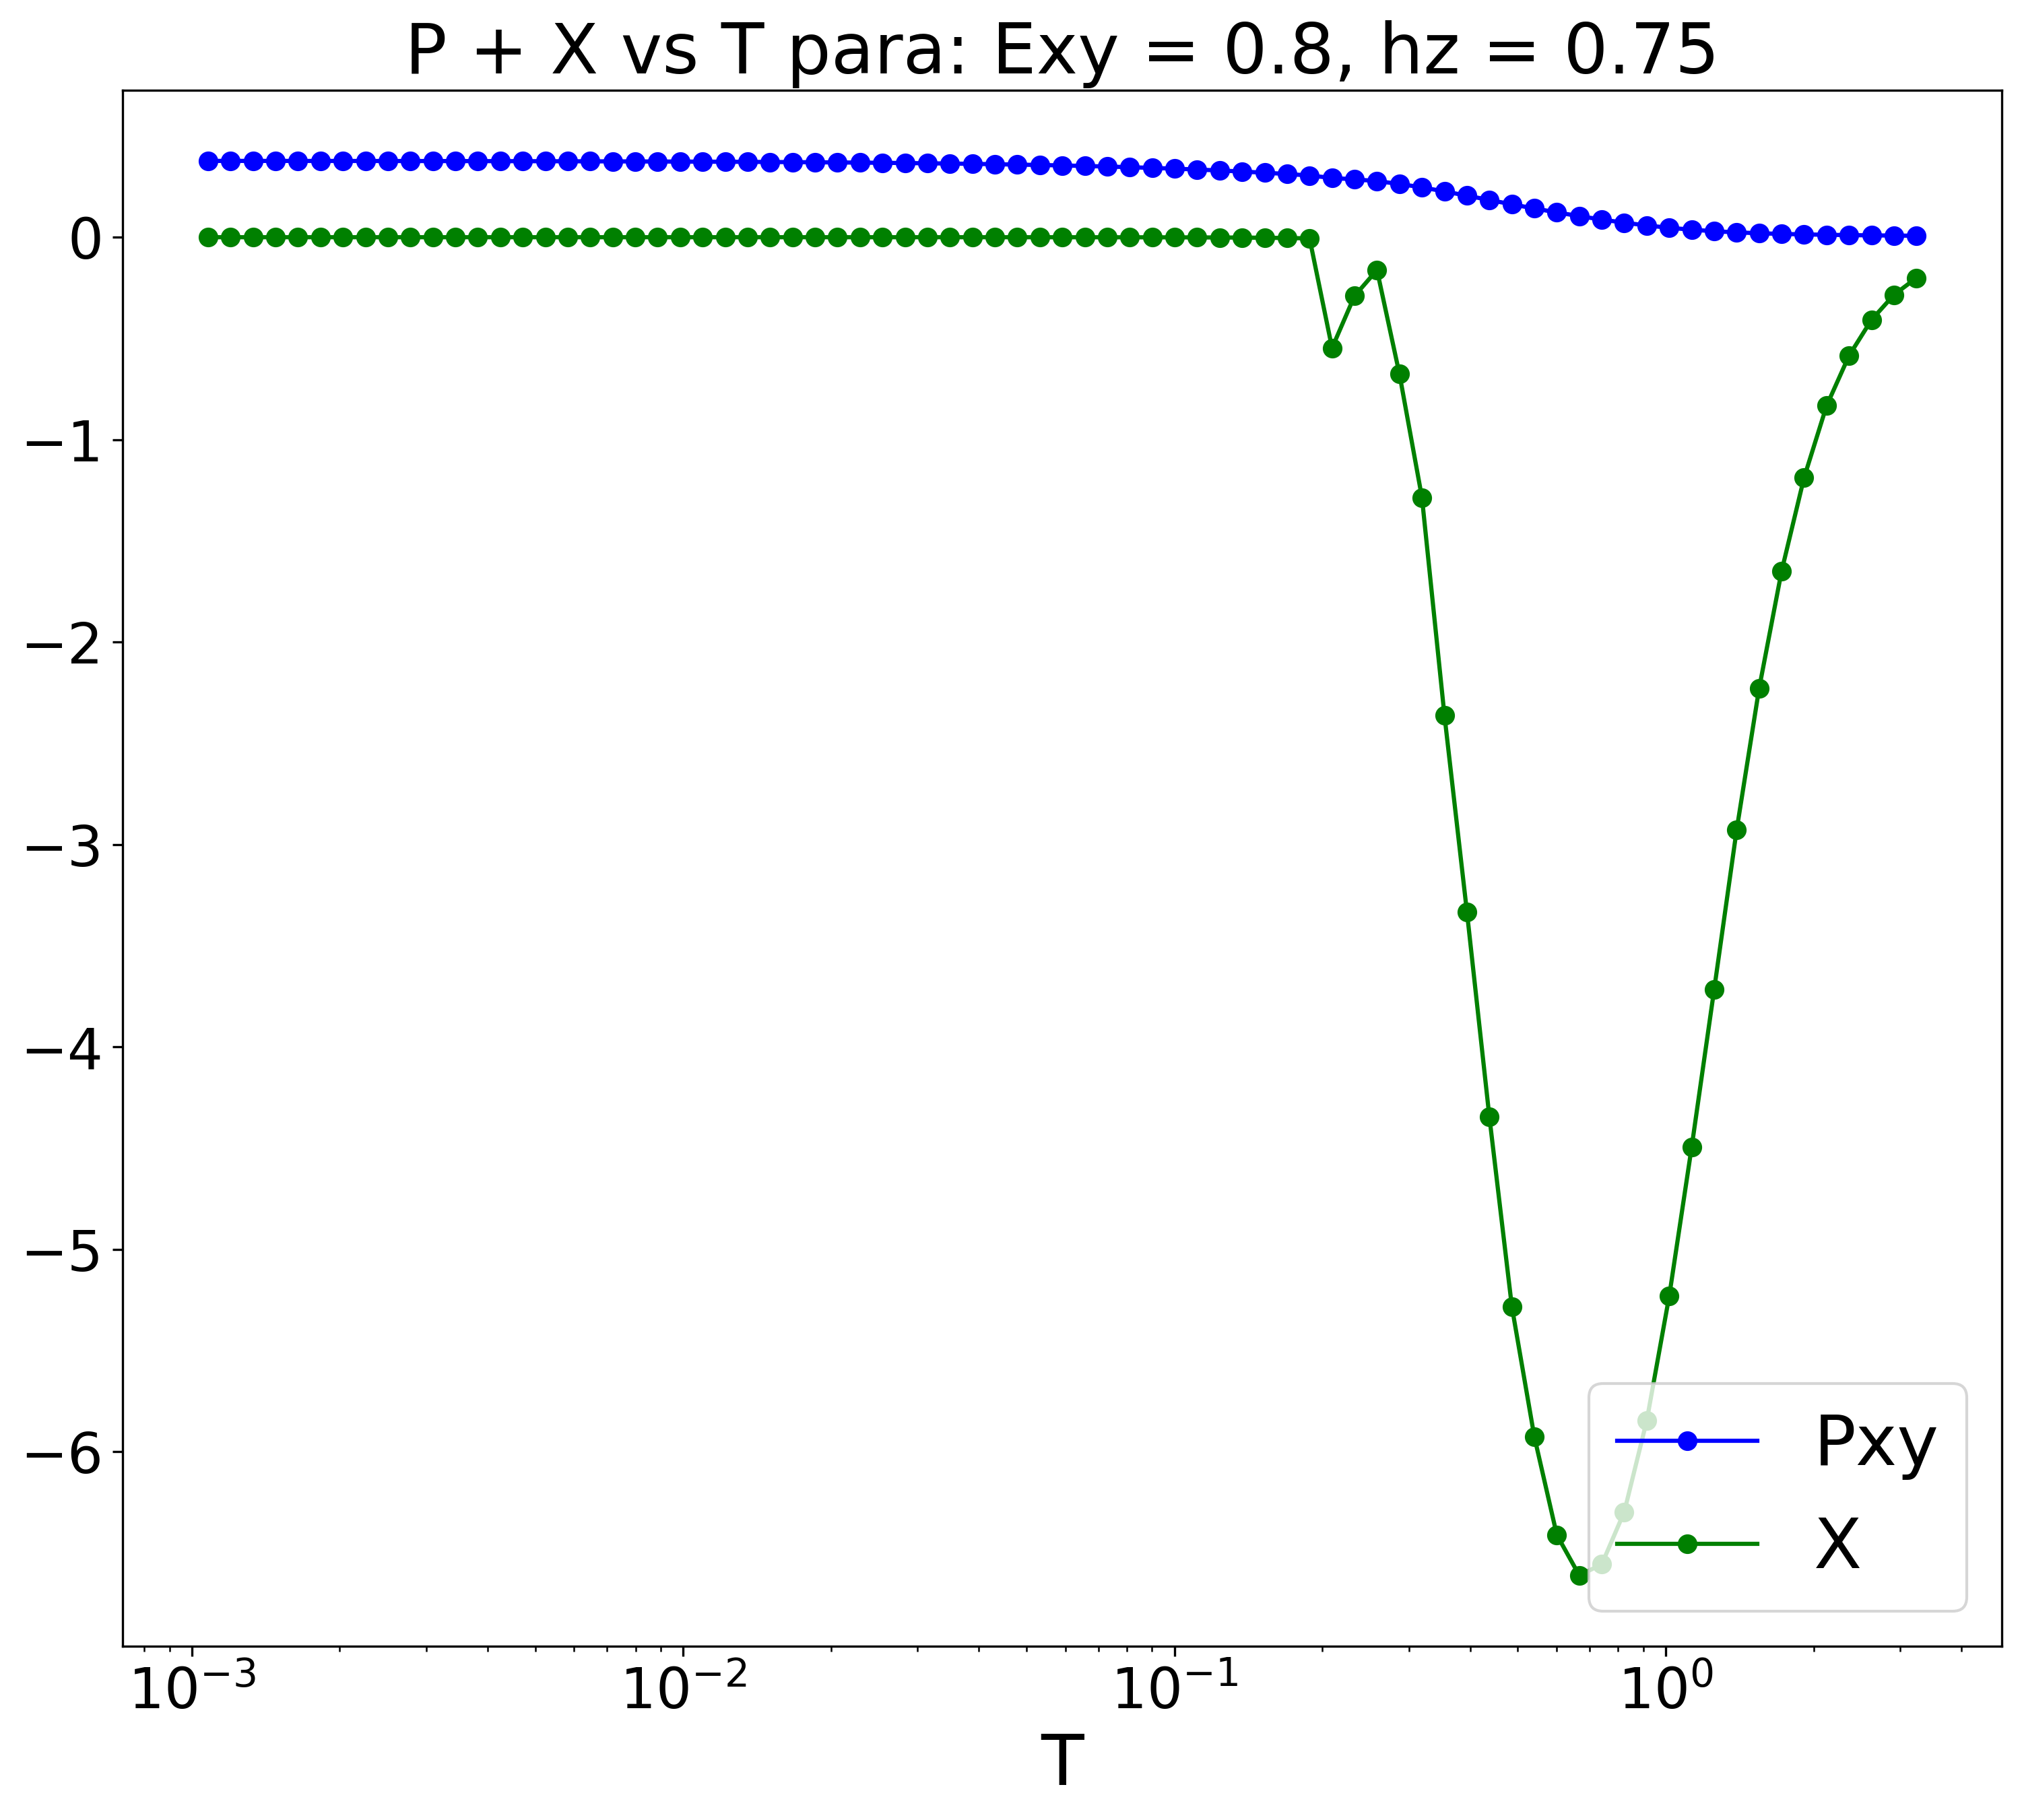 P + X vs T para: Exy = 0.8, hz = 0.75
0
−1
−2
−3
−4
−5
−6
Pxy
X
10⁻³ 10⁻² 10⁻¹ 10⁰
T